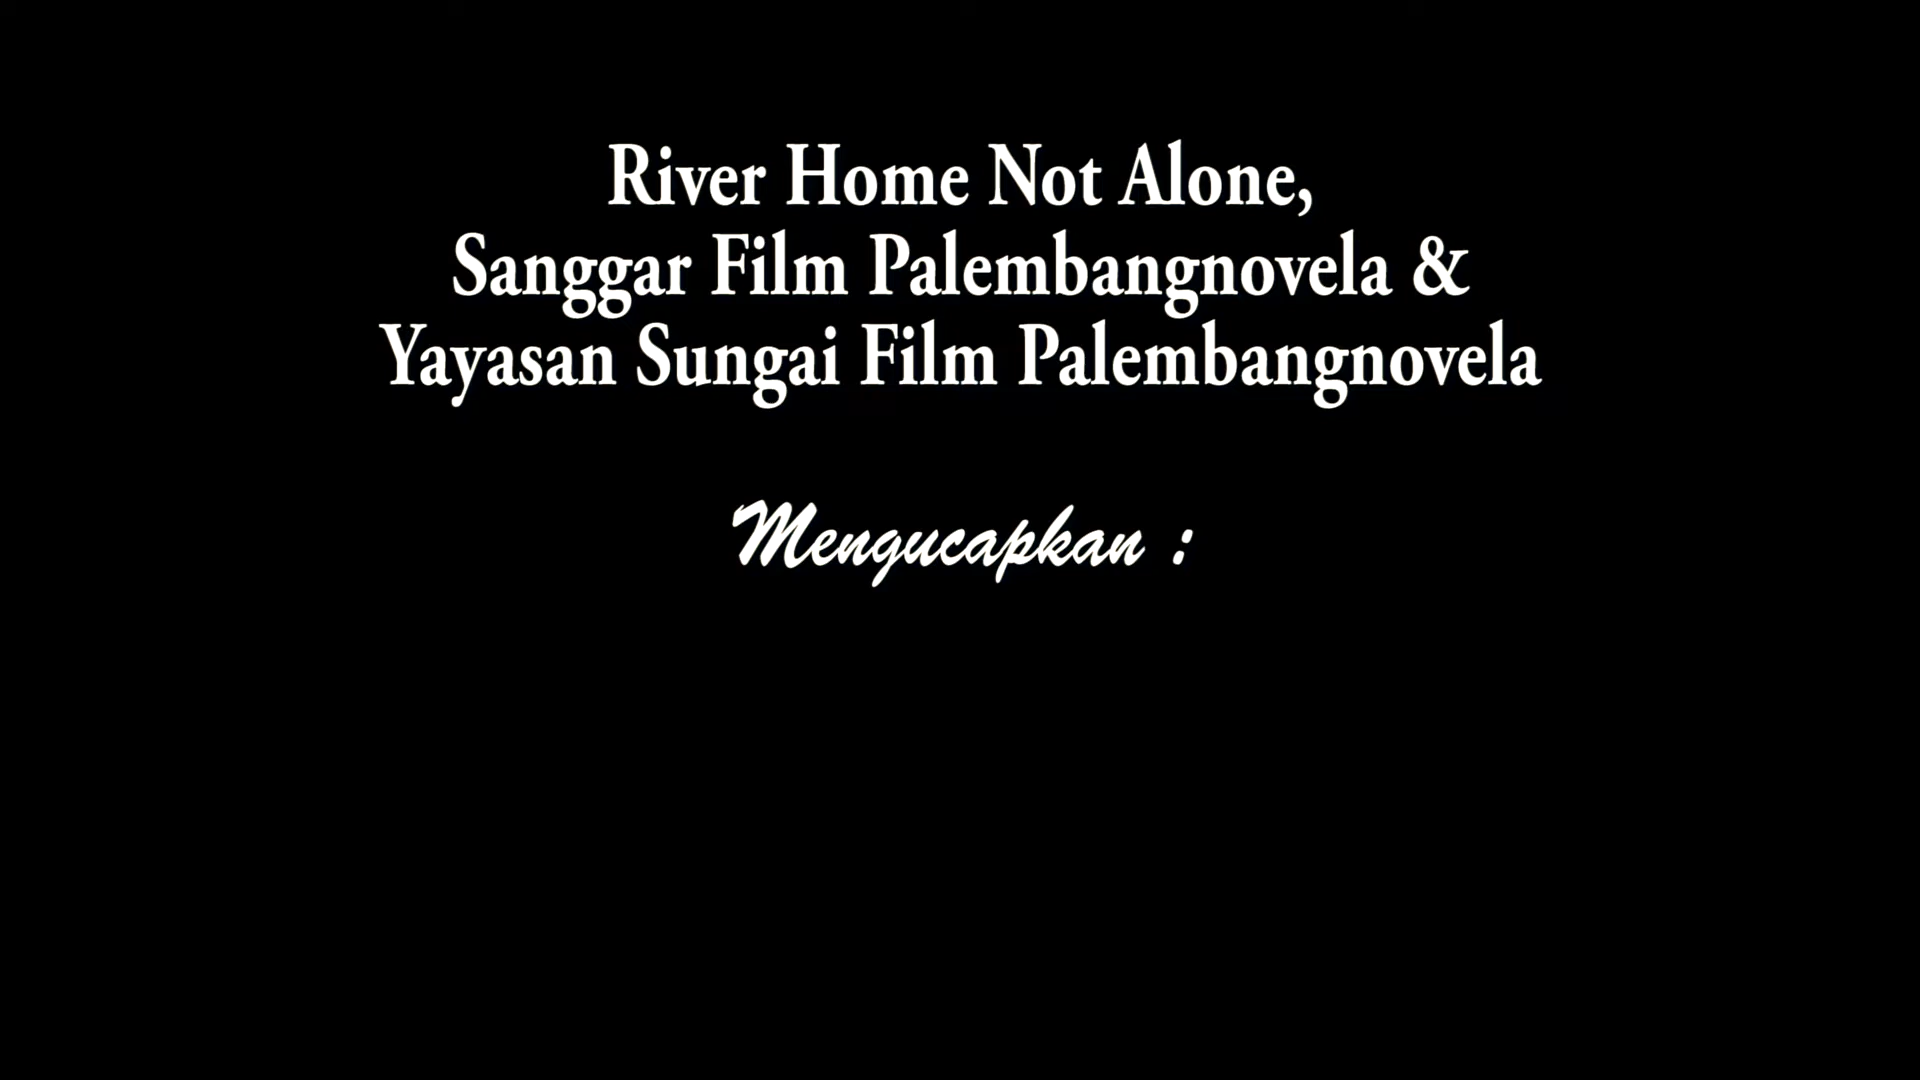 River Home Not Alone,
Sanggar Film Palembangnovela &
Yayasan Sungai Film Palembangnovela
Mengucapkan :